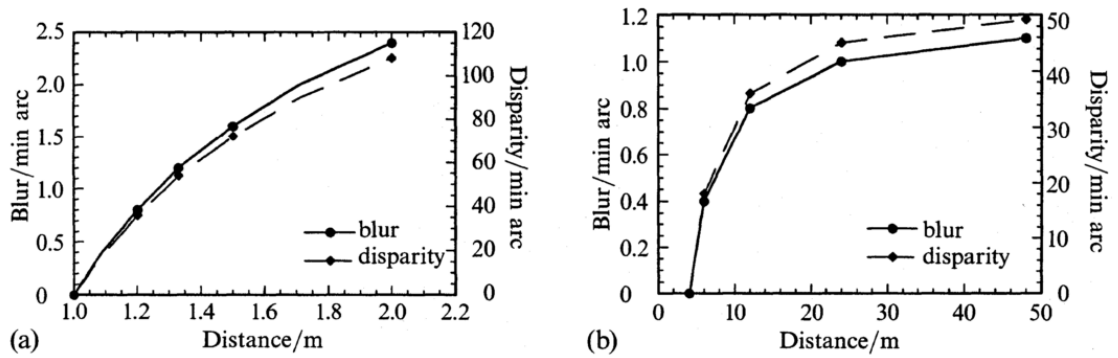 2.5
2.0
1.5
1.0
0.5
0
Blur/min arc
120
100
80
60
40
20
0
Disparity/min arc
blur
disparity
1.0 1.2 1.4 1.6 1.8 2.0 2.2
(a)
Distance/m
1.2
1.0
0.8
0.6
0.4
0.2
0
Blur/min arc
50
40
30
20
10
0
Disparity/min arc
blur
disparity
0 10 20 30 40 50
(b)
Distance/m